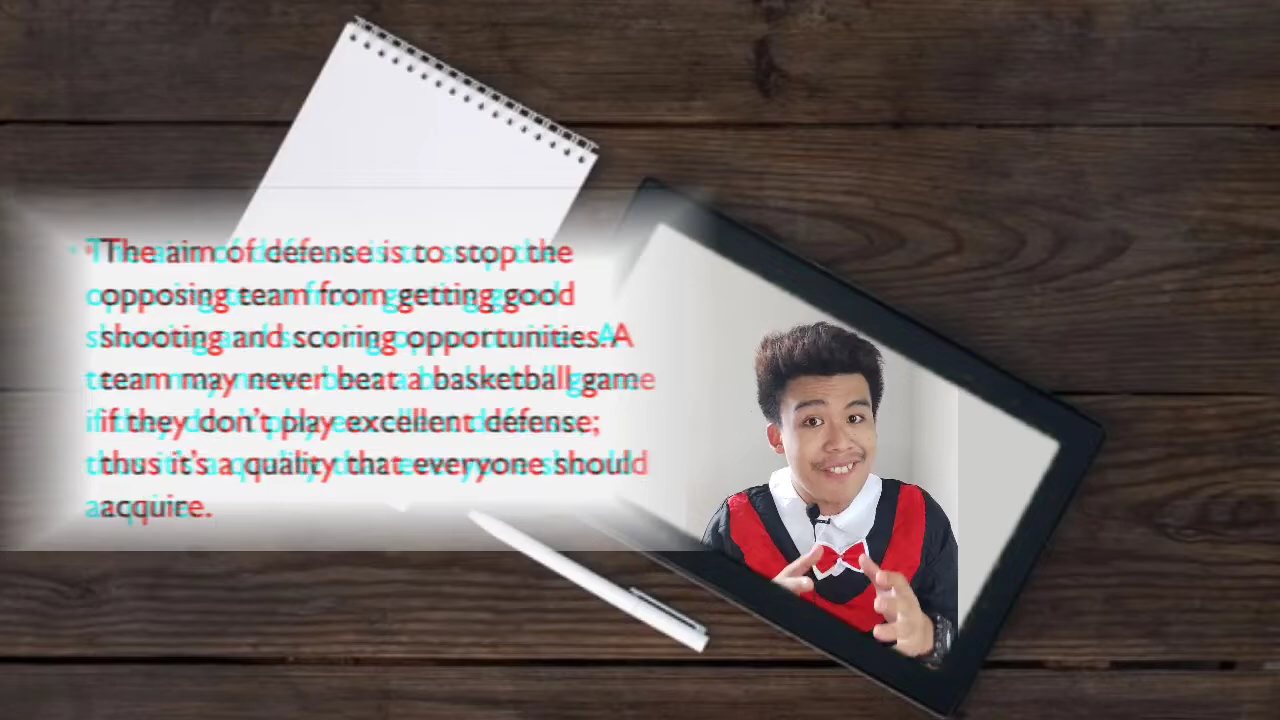 The aim of defense is to stop the
opposing team from getting good
shooting and scoring opportunities. A
team may never beat a basketball game
if they don't play excellent defense;
thus it's a quality that everyone should
acquire.